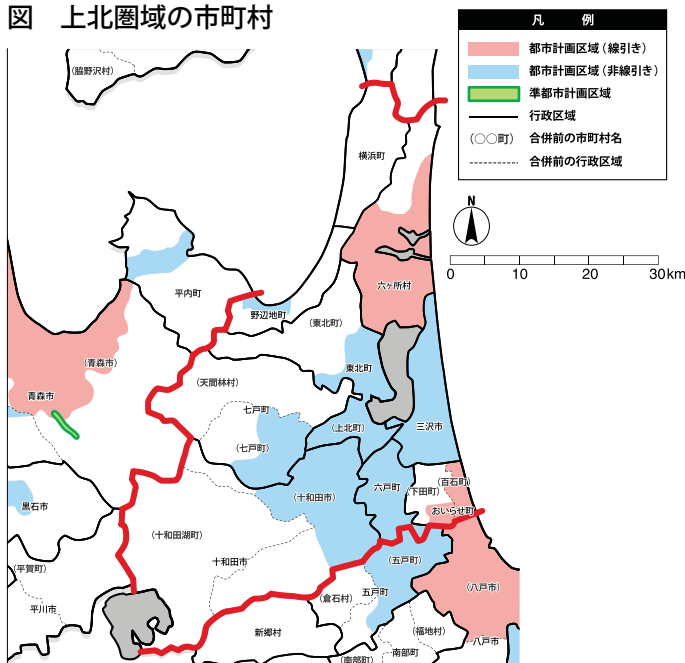 図 上北圏域の市町村
凡 例
都市計画区域(線引き)
都市計画区域(非線引き)
準都市計画区域
行政区域
(〇〇町) 合併前の市町村名
合併前の行政区域
N
0 10 20 30km
(脇野沢村)
横浜町
六ヶ所村
平内町
野辺地町
(東北町)
(青森市)
東北町
青森市
(天間林村)
七戸町
(七戸町)
(上北町)
三沢市
六戸町
(下田町)
(百石町)
おいらせ町
(十和田市)
黒石市
(十和田湖町)
十和田市
(五戸町)
五戸町
(倉石村)
(平賀町)
平川市
新郷村
(八戸市)
八戸市
(福地村)
南部町
(南部町)